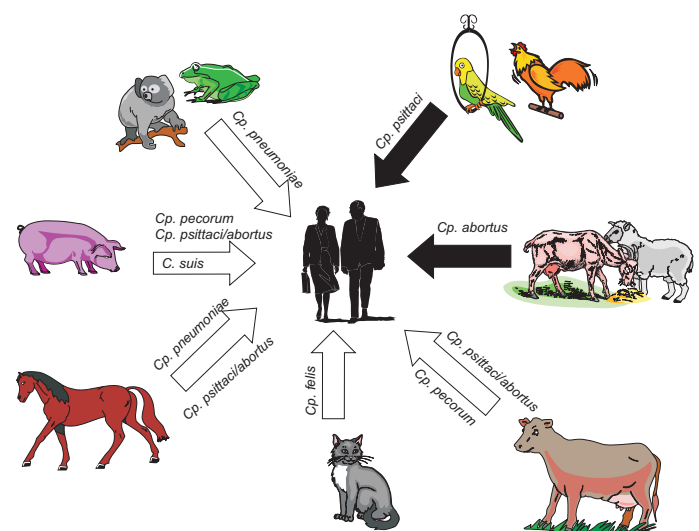 Cp. pneumoniae
Cp. psittaci
Cp. pecorum
Cp. psittaci/abortus
C. suis
Cp. abortus
Cp. pneumoniae
Cp. psittaci/abortus
Cp. felis
Cp. psittaci/abortus
Cp. pecorum